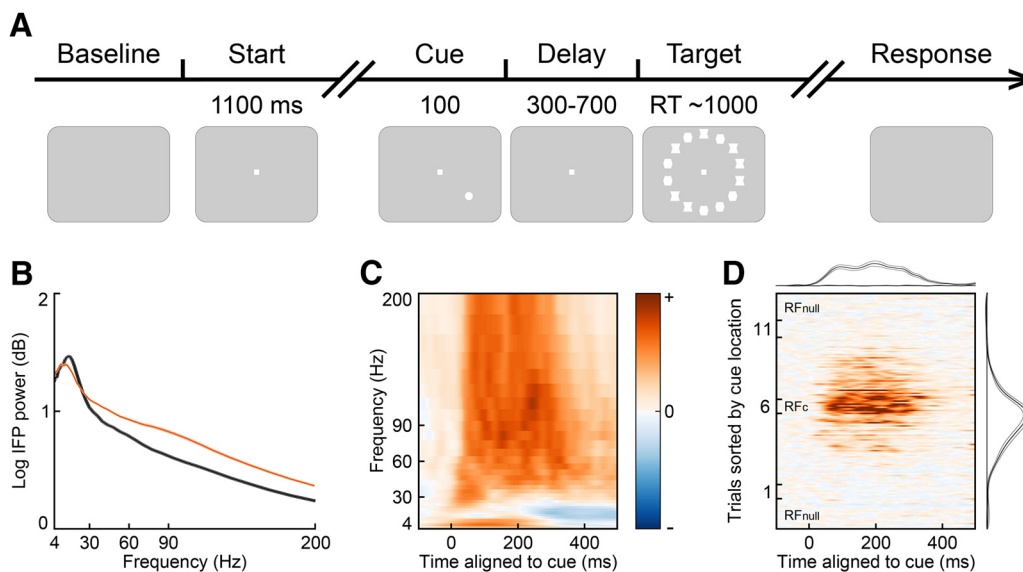 A
Baseline Start Cue Delay Target Response
1100 ms 100 300-700 RT ~1000
B
2
1
0
Log IFP power (dB)
4 30 60 90 200
Frequency (Hz)
C
200
90
60
30
4
Frequency (Hz)
0 200 400
Time aligned to cue (ms)
+
0
-
D
11
6
1
Trials sorted by cue location
RFnull
RFc
RFnull
0 200 400
Time aligned to cue (ms)